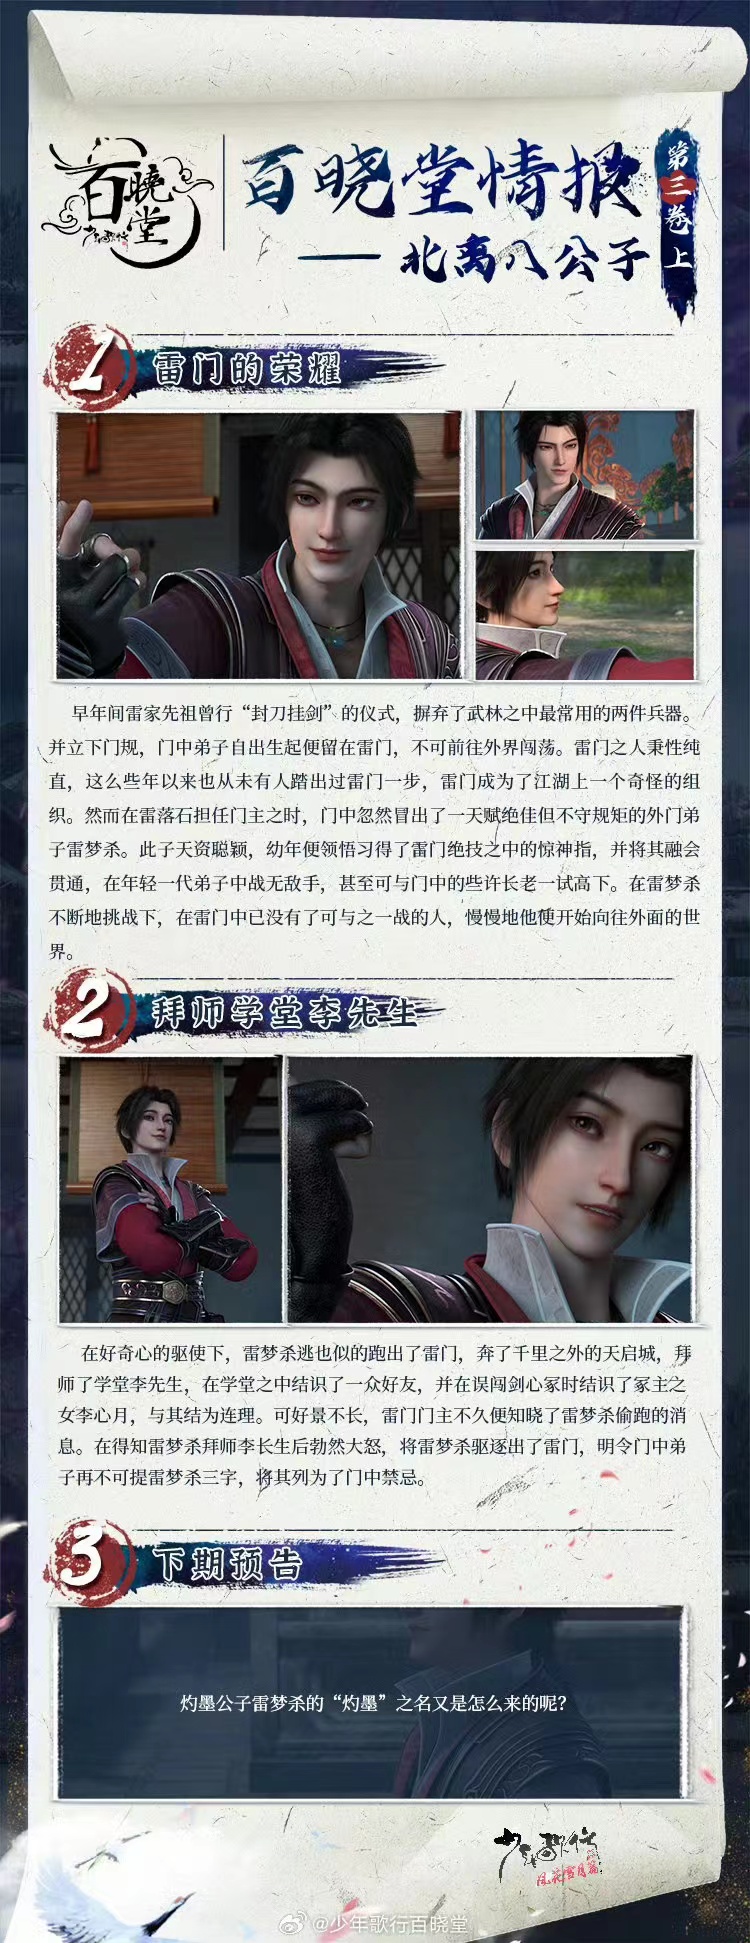 百晓堂
少年歌行
百晓堂情报
第三卷上
——北离八公子
1 雷门的荣耀
早年间雷家先祖曾行“封刀挂剑”的仪式，摒弃了武林之中最常用的两件兵器。
并立下门规，门中弟子自出生起便留在雷门，不可前往外界闯荡。雷门之人秉性纯
直，这么些年以来也从未有人踏出过雷门一步，雷门成为了江湖上一个奇怪的组
织。然而在雷落石担任门主之时，门中忽然冒出了一天赋绝佳但不守规矩的外门弟
子雷梦杀。此子天资聪颖，幼年便领悟习得了雷门绝技之中的惊神指，并将其融会
贯通，在年轻一代弟子中战无敌手，甚至可与门中的些许长老一试高下。在雷梦杀
不断地挑战下，在雷门中已没有了可与之一战的人，慢慢地他便开始向往外面的世
界。
2 拜师学堂李先生
在好奇心的驱使下，雷梦杀逃也似的跑出了雷门，奔了千里之外的天启城，拜
师了学堂李先生，在学堂之中结识了一众好友，并在误闯剑心冢时结识了冢主之
女李心月，与其结为连理。可好景不长，雷门门主不久便知晓了雷梦杀偷跑的消
息。在得知雷梦杀拜师李长生后勃然大怒，将雷梦杀驱逐出了雷门，明令门中弟
子再不可提雷梦杀三字，将其列为了门中禁忌。
3 下期预告
灼墨公子雷梦杀的“灼墨”之名又是怎么来的呢？
少年歌行
风花雪月篇
@少年歌行百晓堂